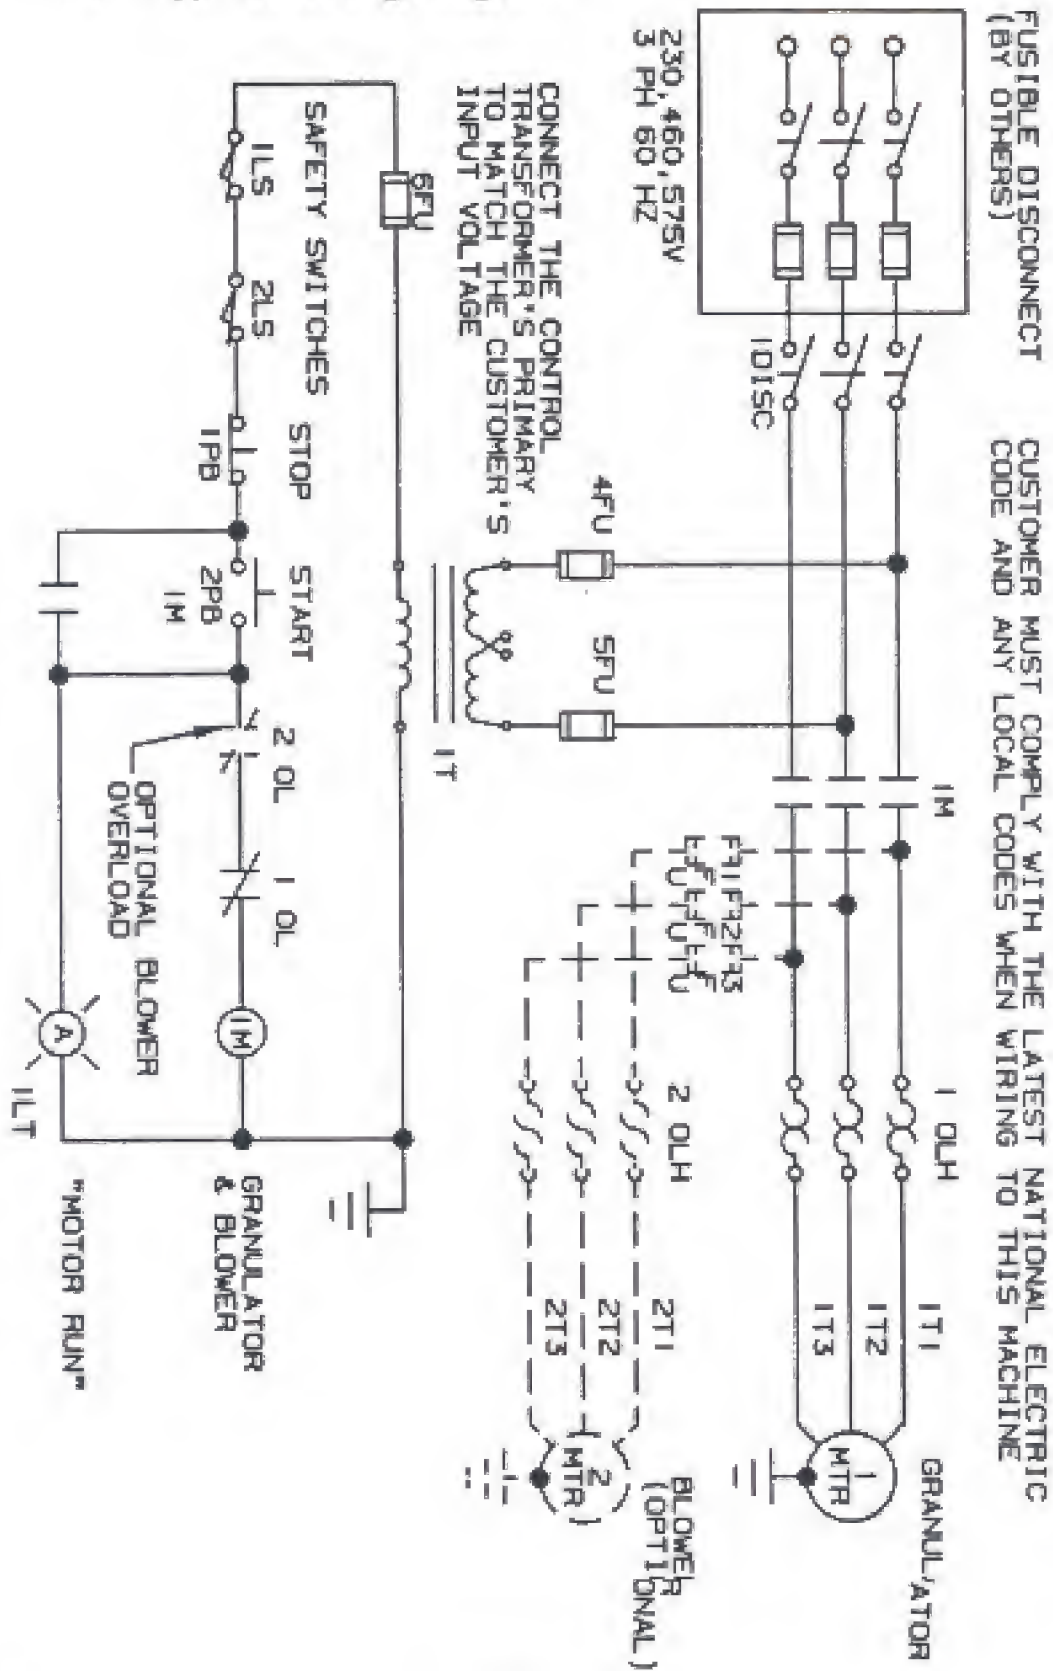 FUSIBLE DISCONNECT
(BY OTHERS)
CUSTOMER MUST COMPLY WITH THE LATEST NATIONAL ELECTRIC
CODE AND ANY LOCAL CODES WHEN WIRING TO THIS MACHINE
230,460,575V
3 PH 60 HZ
1DISC
1M
1 OLH
1T1
1T2
1T3
GRANULATOR
1
MTR
4FU
5FU
2 OLH
2T1
2T2
2T3
BLOWER
(OPTIONAL)
2
MTR
CONNECT THE CONTROL
TRANSFORMER'S PRIMARY
TO MATCH THE CUSTOMER'S
INPUT VOLTAGE
1T
6FU
SAFETY SWITCHES
1LS
2LS
STOP
1PB
START
2PB
1M
2 OL
1 OL
OPTIONAL BLOWER
OVERLOAD
1M
GRANULATOR
& BLOWER
A
1LT
"MOTOR RUN"